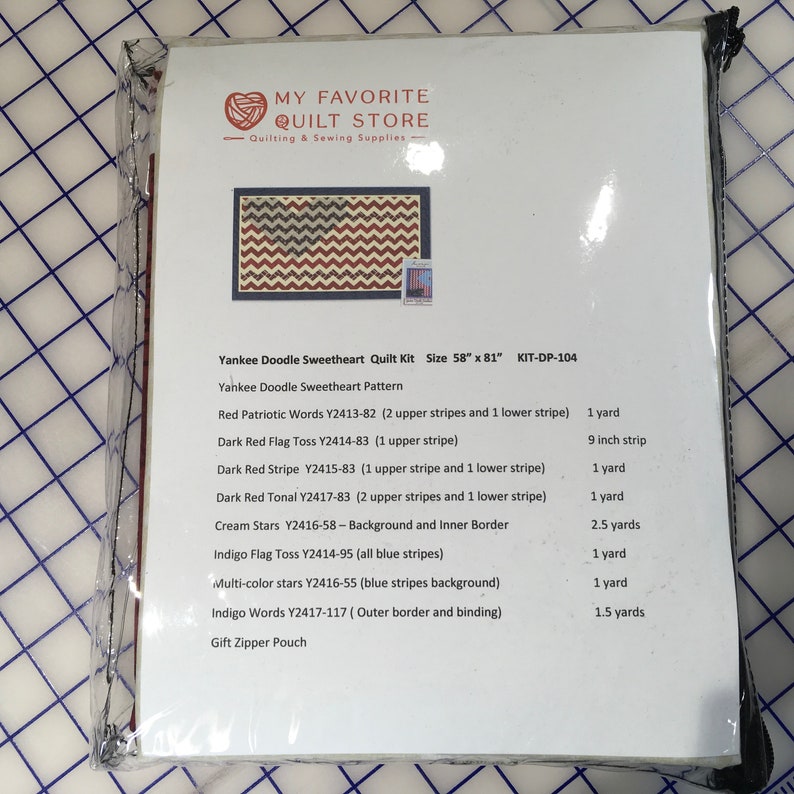 MY FAVORITE
QUILT STORE
Quilting & Sewing Supplies
Yankee Doodle Sweetheart Quilt Kit Size 58” x 81” KIT-DP-104
Yankee Doodle Sweetheart Pattern
Red Patriotic Words Y2413-82 (2 upper stripes and 1 lower stripe) 1 yard
Dark Red Flag Toss Y2414-83 (1 upper stripe) 9 inch strip
Dark Red Stripe Y2415-83 (1 upper stripe and 1 lower stripe) 1 yard
Dark Red Tonal Y2417-83 (2 upper stripes and 1 lower stripe) 1 yard
Cream Stars Y2416-58 – Background and Inner Border 2.5 yards
Indigo Flag Toss Y2414-95 (all blue stripes) 1 yard
Multi-color stars Y2416-55 (blue stripes background) 1 yard
Indigo Words Y2417-117 ( Outer border and binding) 1.5 yards
Gift Zipper Pouch